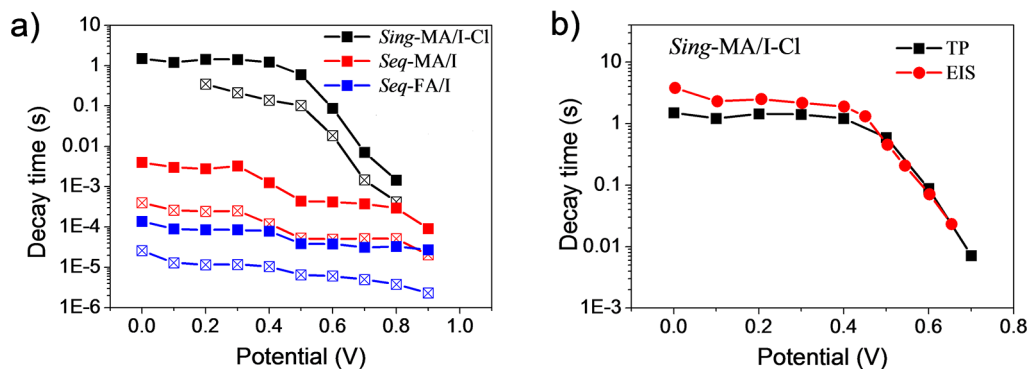 a)
Decay time (s)
10
1
0.1
0.01
1E-3
1E-4
1E-5
1E-6
Sing-MA/I-Cl
Seq-MA/I
Seq-FA/I
0.0 0.2 0.4 0.6 0.8 1.0
Potential (V)
b)
Decay time (s)
10
1
0.1
0.01
1E-3
Sing-MA/I-Cl
TP
EIS
0.0 0.2 0.4 0.6 0.8
Potential (V)